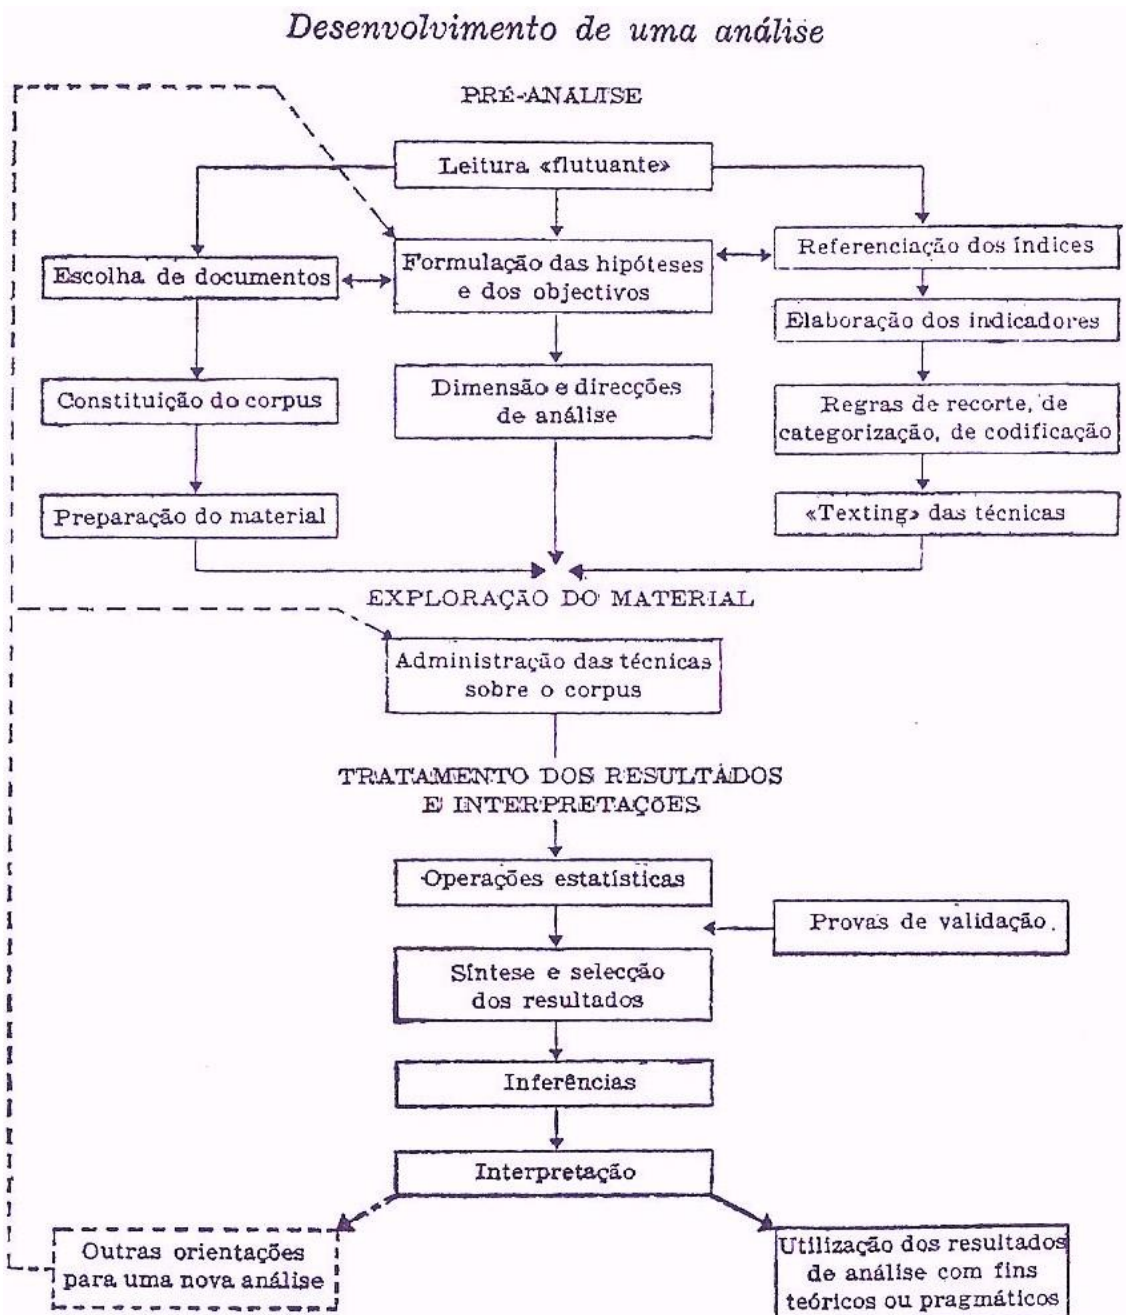 Desenvolvimento de uma análise
PRÉ-ANÁLISE
Leitura «flutuante»
Escolha de documentos
Formulação das hipóteses
e dos objectivos
Referenciação dos índices
Elaboração dos indicadores
Constituição do corpus
Dimensão e direcções
de análise
Regras de recorte, de
categorização, de codificação
Preparação do material
«Texting» das técnicas
EXPLORAÇÃO DO MATERIAL
Administração das técnicas
sobre o corpus
TRATAMENTO DOS RESULTADOS
E INTERPRETAÇÕES
Operações estatísticas
Provas de validação.
Síntese e selecção
dos resultados
Inferências
Interpretação
Outras orientações
para uma nova análise
Utilização dos resultados
de análise com fins
teóricos ou pragmáticos